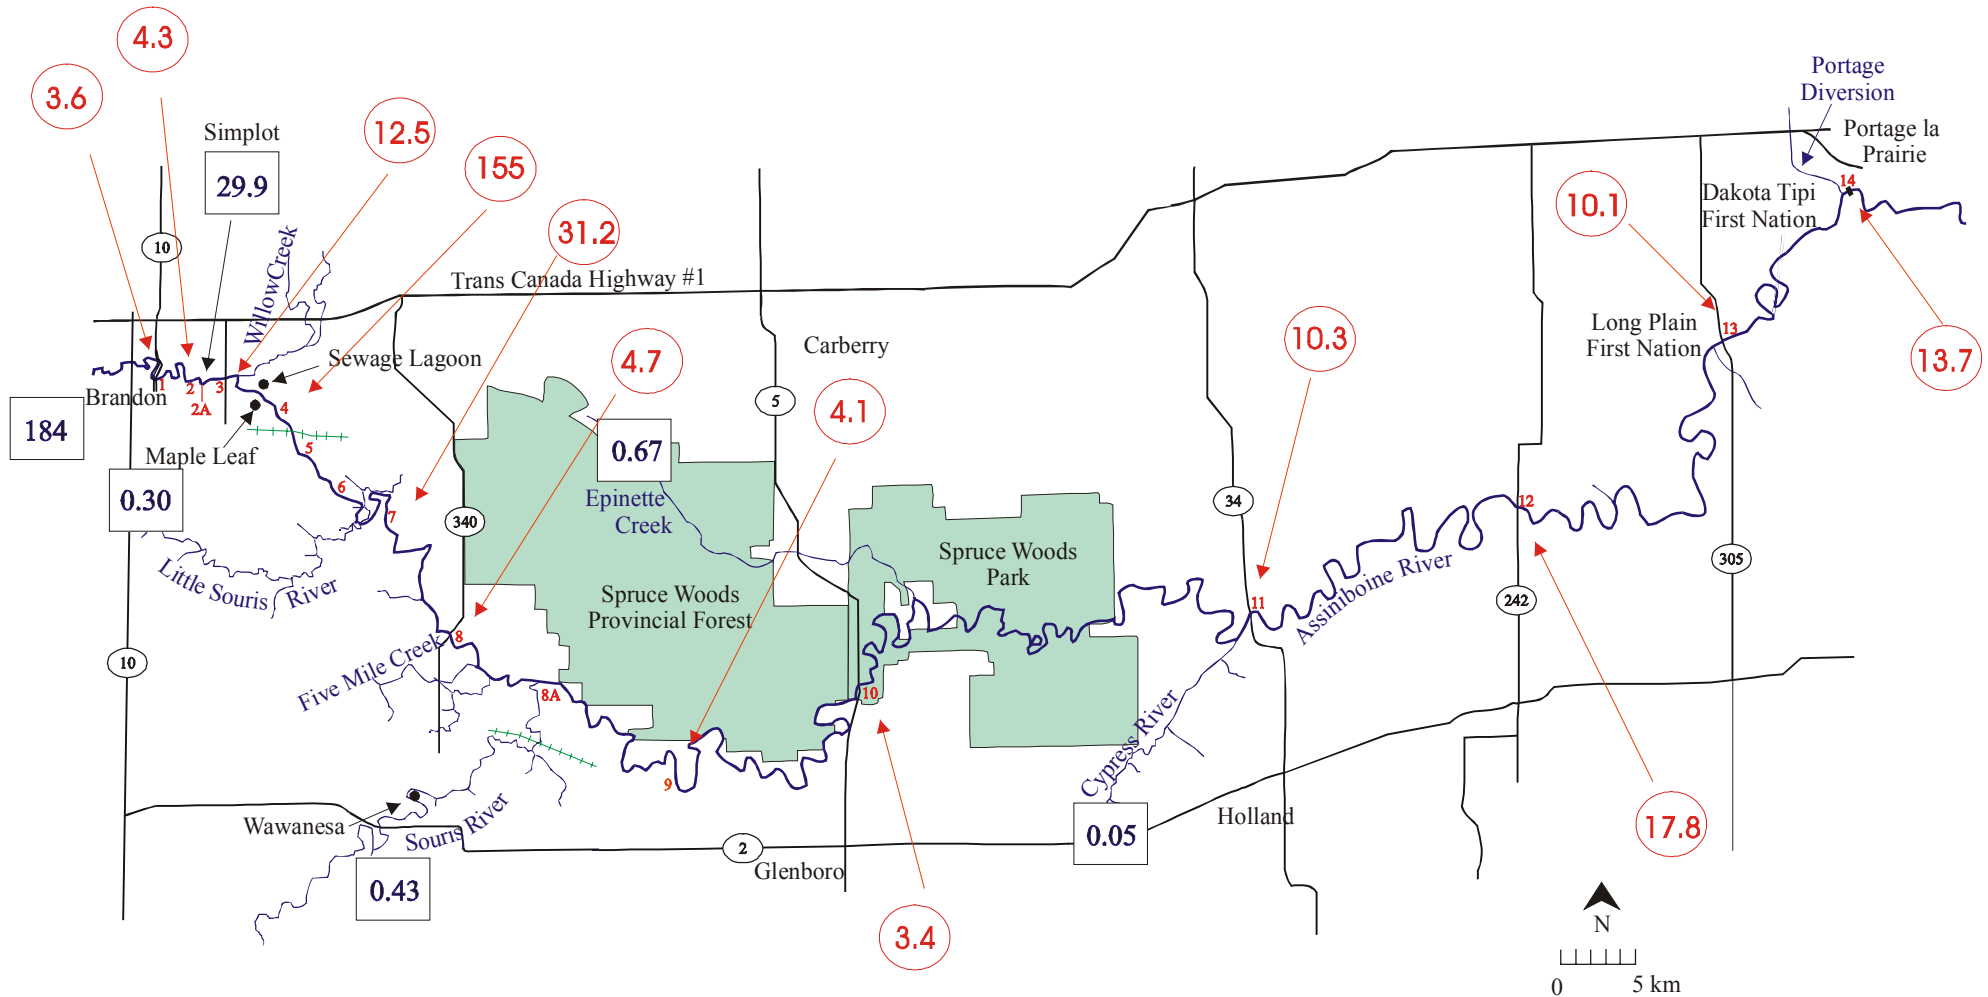 4.3
3.6
12.5
155
31.2
Simplot
29.9
10
WillowCreek
Trans Canada Highway #1
Portage
Diversion
Portage la
Prairie
14
Dakota Tipi
First Nation
10.1
13
Long Plain
First Nation
13.7
10.3
4.7
4.1
Carberry
5
Sewage Lagoon
1
2
3
2A
4
Brandon
184
Maple Leaf
5
6
7
0.30
0.67
Epinette
Creek
340
34
12
305
Little Souris River
Spruce Woods
Provincial Forest
Spruce Woods
Park
Assiniboine River
11
242
8
Five Mile Creek
10
8A
10
9
Cypress River
Wawanesa
Souris River
0.43
2
Glenboro
0.05
Holland
17.8
3.4
N
0 5 km